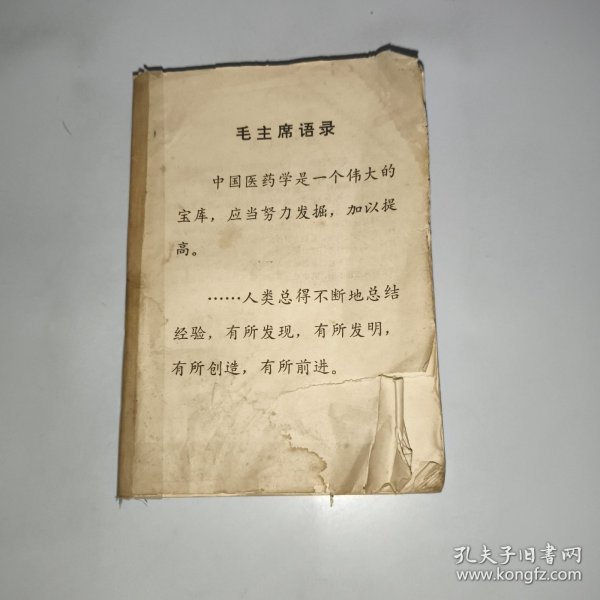 毛主席语录
中国医药学是一个伟大的
宝库，应当努力发掘，加以提
高。
……人类总得不断地总结
经验，有所发现，有所发明，
有所创造，有所前进。
孔夫子旧书网
www.kongfz.com